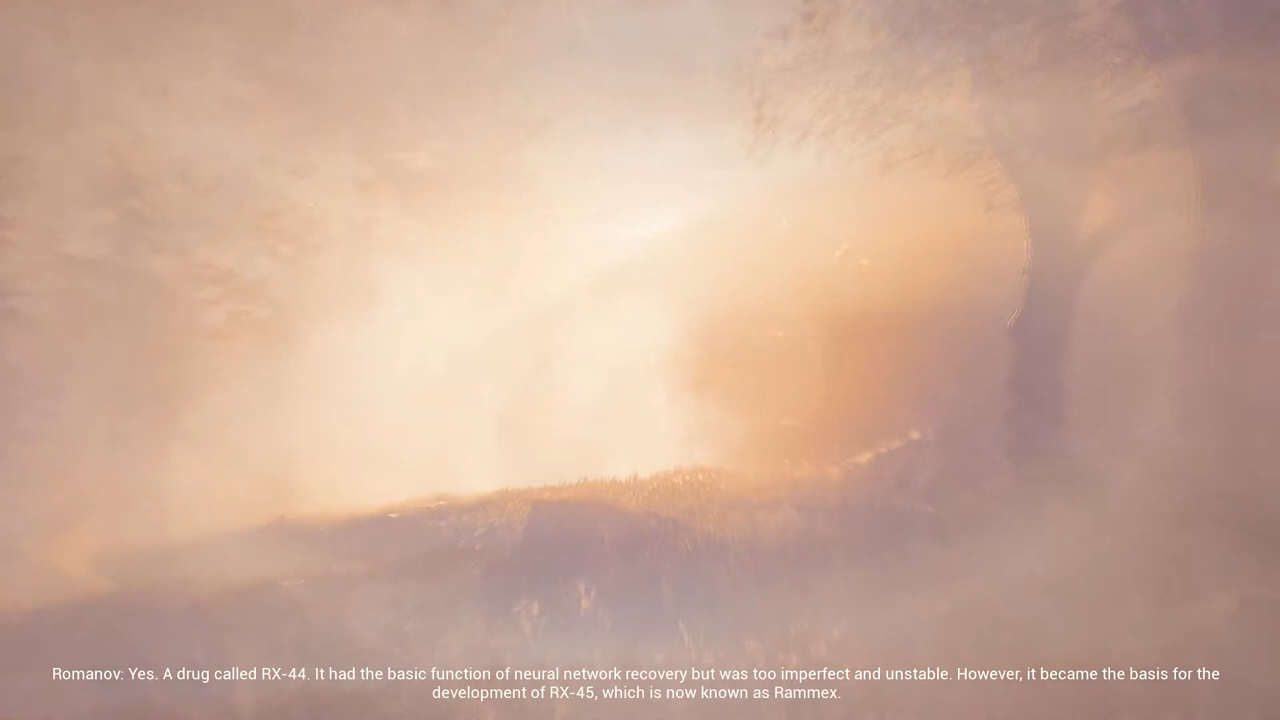 Romanov: Yes. A drug called RX-44. It had the basic function of neural network recovery but was too imperfect and unstable. However, it became the basis for the
development of RX-45, which is now known as Rammex.